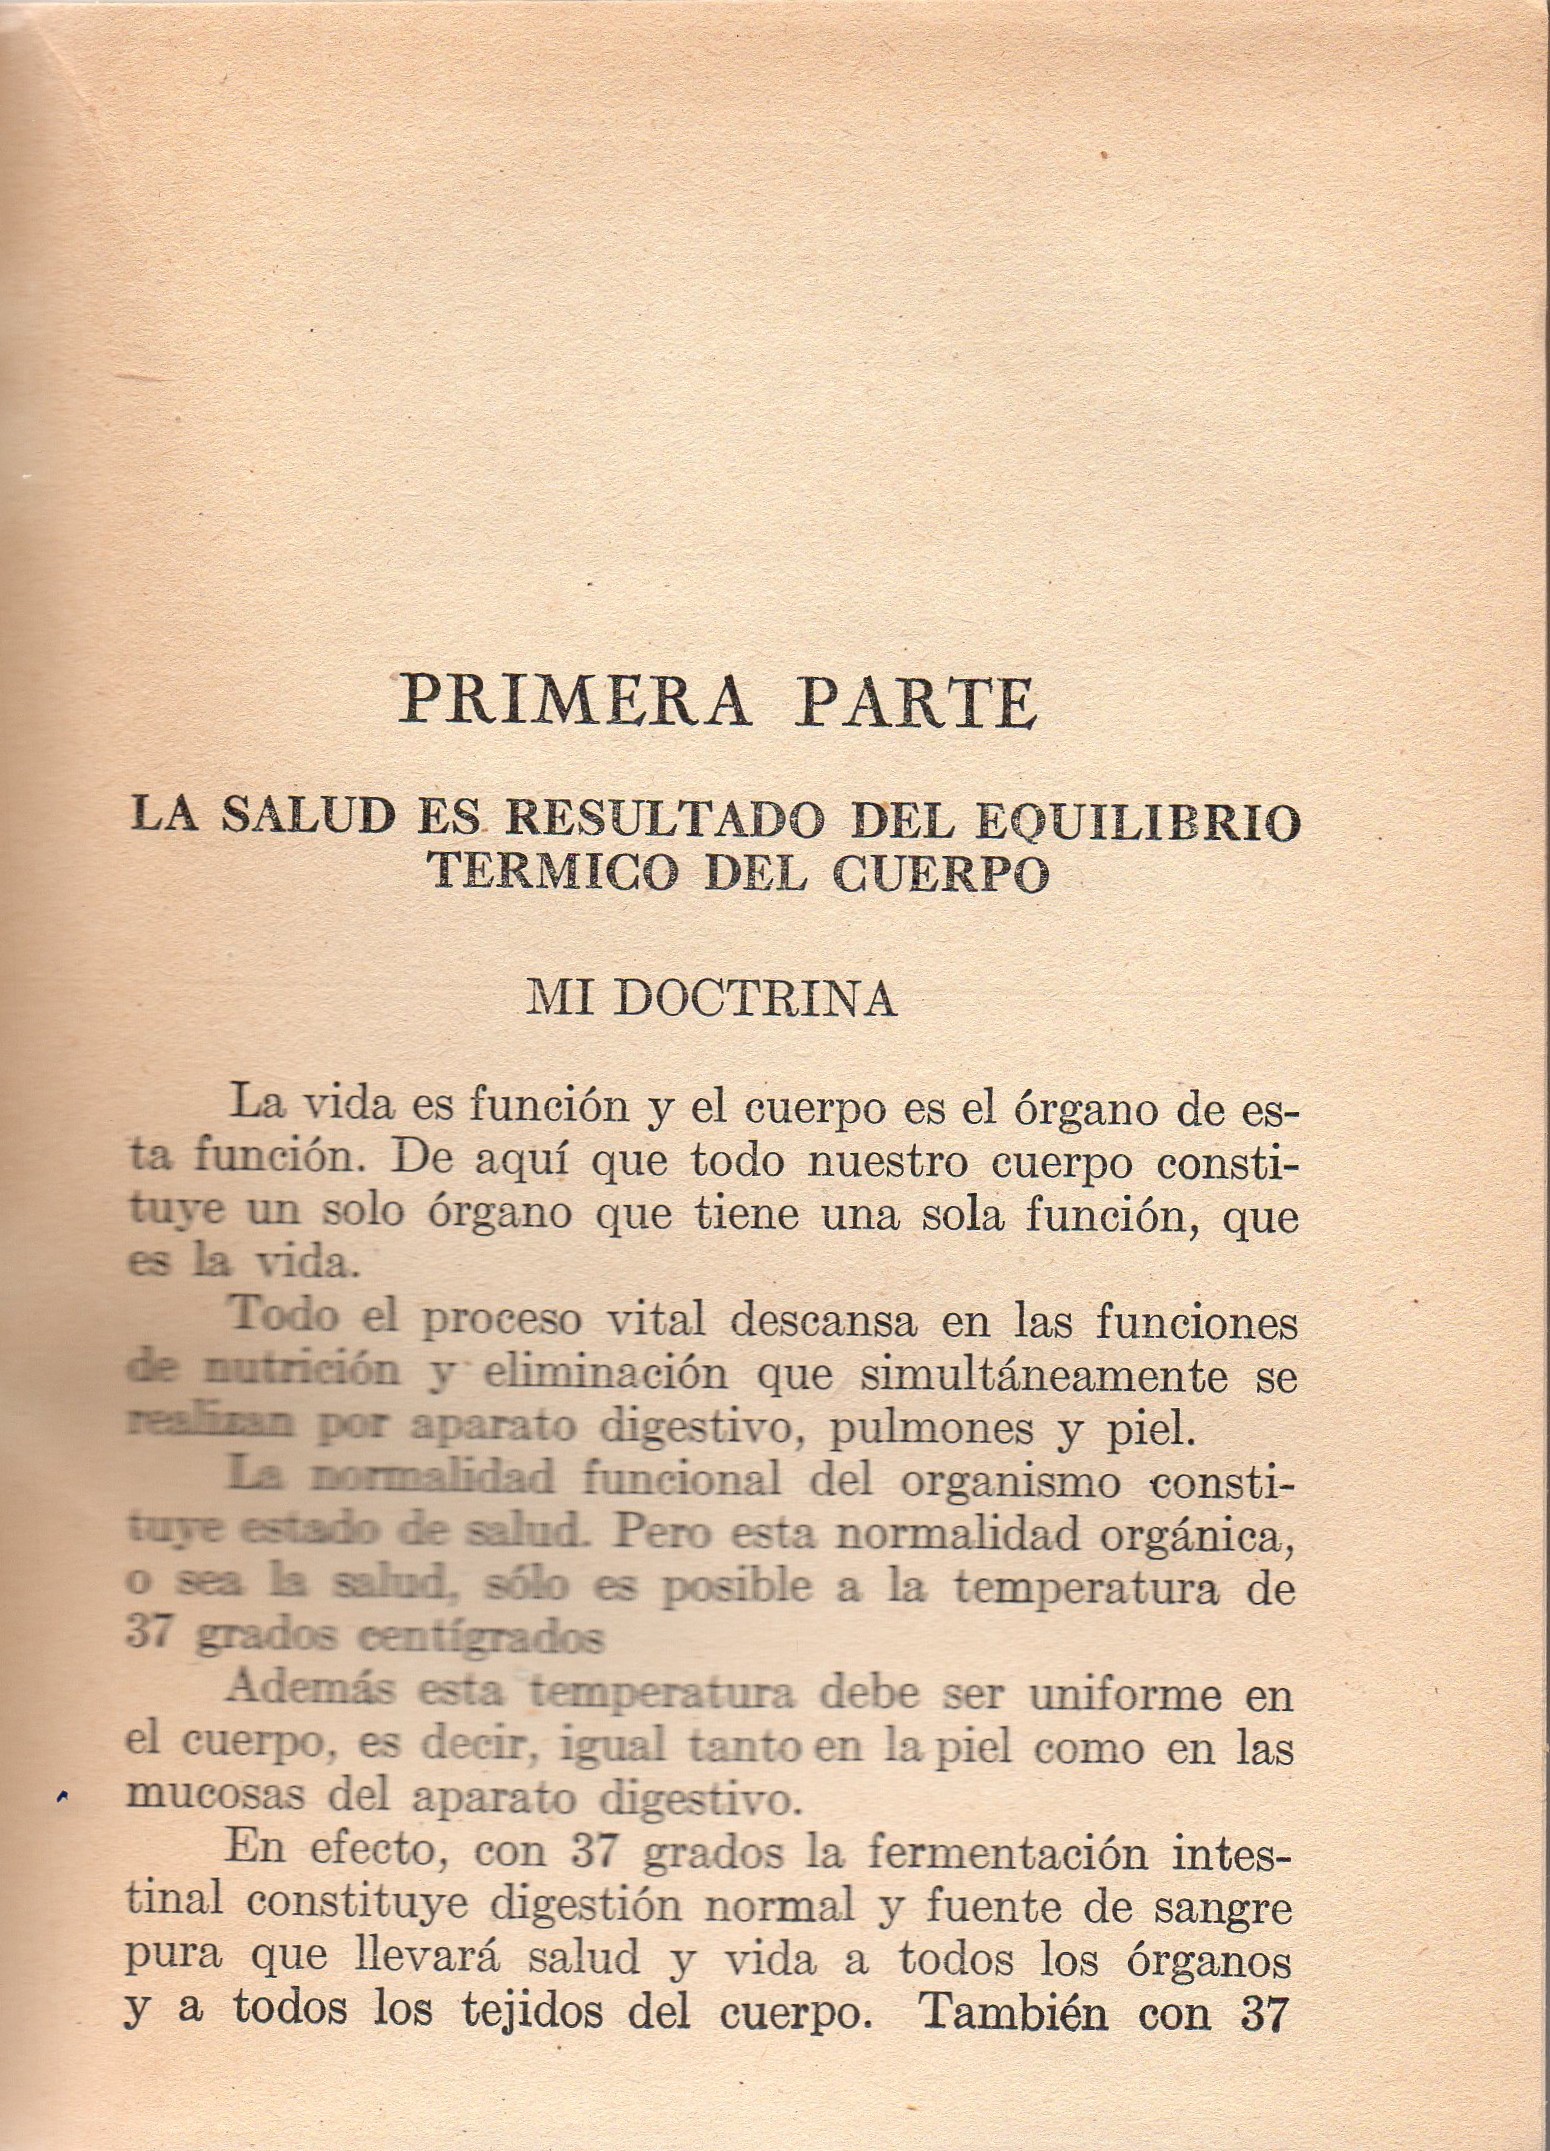 PRIMERA PARTE
LA SALUD ES RESULTADO DEL EQUILIBRIO
TERMICO DEL CUERPO
MI DOCTRINA
La vida es función y el cuerpo es el órgano de es-
ta función. De aquí que todo nuestro cuerpo consti-
tuye un solo órgano que tiene una sola función, que
es la vida.
Todo el proceso vital descansa en las funciones
de nutrición y eliminación que simultáneamente se
realizan por aparato digestivo, pulmones y piel.
La normalidad funcional del organismo consti-
tuye estado de salud. Pero esta normalidad orgánica,
o sea la salud, sólo es posible a la temperatura de
37 grados centígrados
Además esta temperatura debe ser uniforme en
el cuerpo, es decir, igual tanto en la piel como en las
mucosas del aparato digestivo.
En efecto, con 37 grados la fermentación intes-
tinal constituye digestión normal y fuente de sangre
pura que llevará salud y vida a todos los órganos
y a todos los tejidos del cuerpo. También con 37